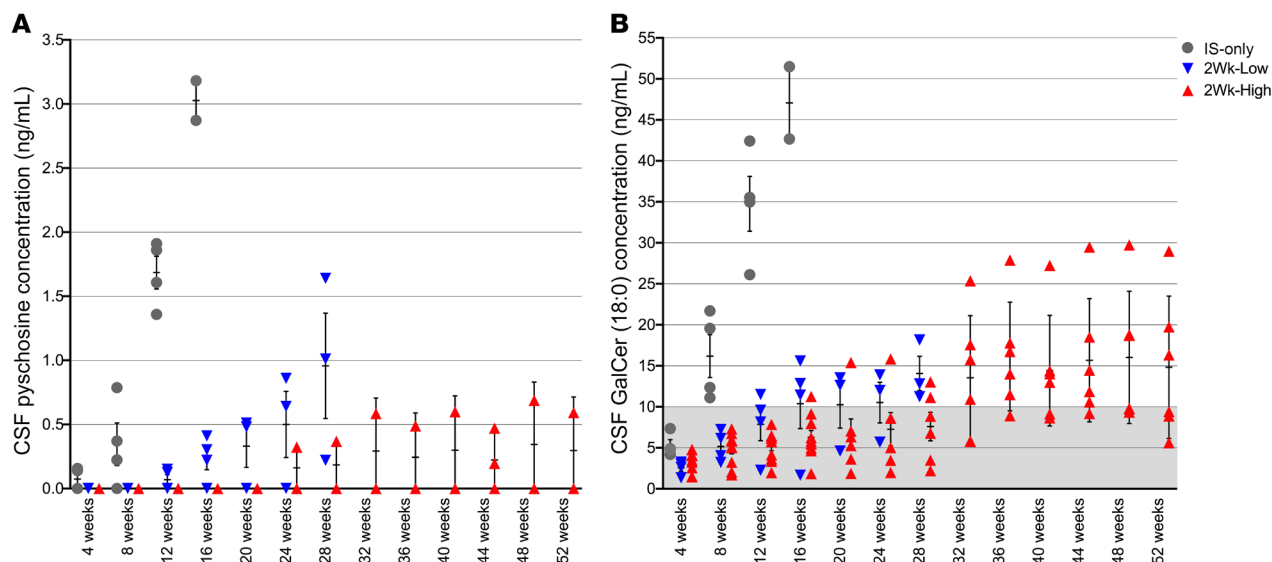 A
CSF pyschosine concentration (ng/mL)
3.5
3.0
2.5
2.0
1.5
1.0
0.5
0.0
4 weeks
8 weeks
12 weeks
16 weeks
20 weeks
24 weeks
28 weeks
32 weeks
36 weeks
40 weeks
44 weeks
48 weeks
52 weeks
B
CSF GalCer (18:0) concentration (ng/mL)
55
50
45
40
35
30
25
20
15
10
5
0
4 weeks
8 weeks
12 weeks
16 weeks
20 weeks
24 weeks
28 weeks
32 weeks
36 weeks
40 weeks
44 weeks
48 weeks
52 weeks
IS-only
2Wk-Low
2Wk-High